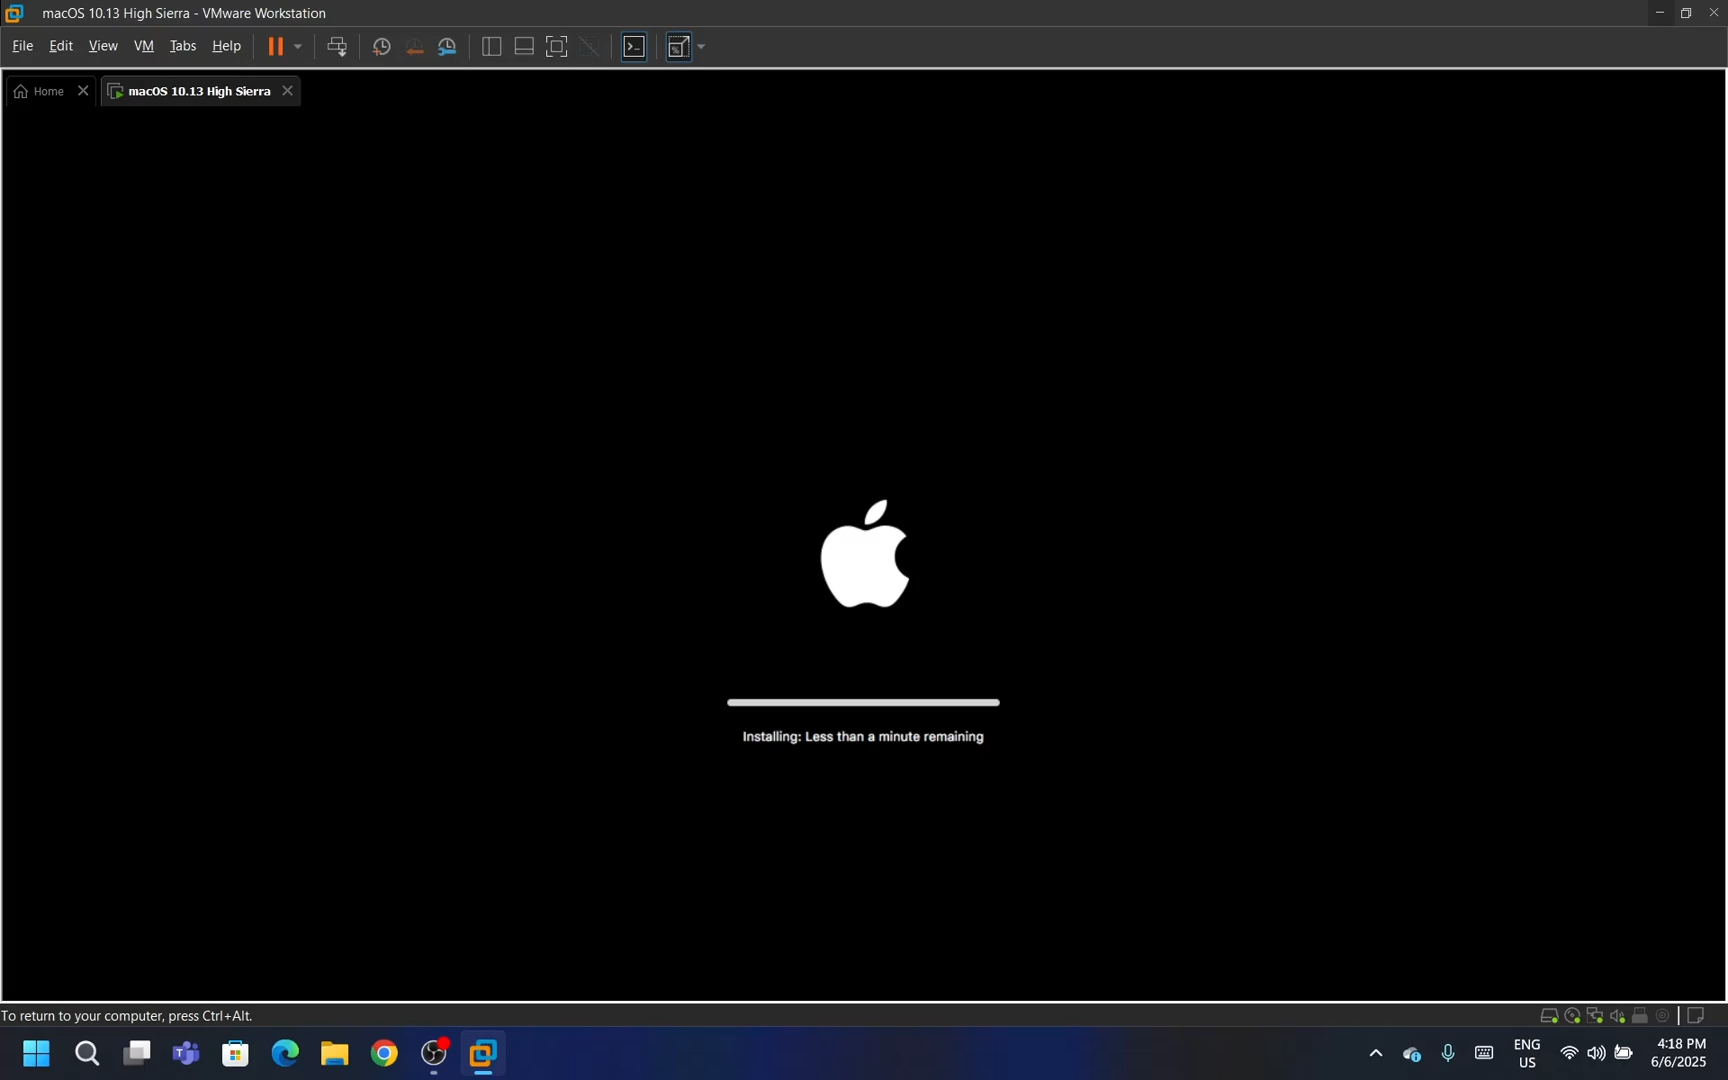 macOS 10.13 High Sierra - VMware Workstation
File Edit View VM Tabs Help
Home macOS 10.13 High Sierra
Installing: Less than a minute remaining
To return to your computer, press Ctrl+Alt.
ENG
US
4:18 PM
6/6/2025